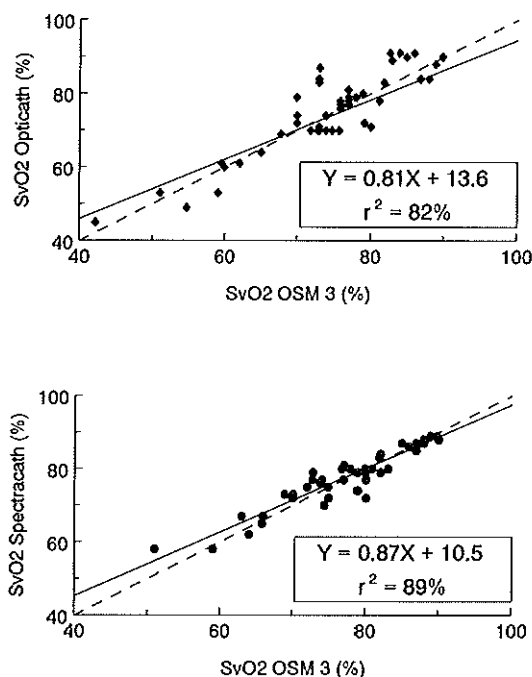 100
80
60
40
SvO2 Opticath (%)
Y = 0.81X + 13.6
r² = 82%
40 60 80 100
SvO2 OSM 3 (%)
100
80
60
40
SvO2 Spectracath (%)
Y = 0.87X + 10.5
r² = 89%
40 60 80 100
SvO2 OSM 3 (%)